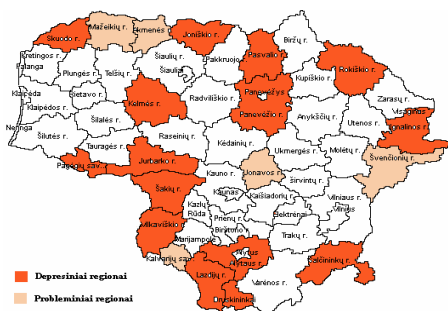 Mažeikių r.
Akmenės r.
Skuodo r.
Joniškio r.
Biržų r.
Pasvalio r.
Kretingos r.
Šiaulių r.
Pakruojo r.
Rokiškio r.
Palanga
Plungės r.
Telšių r.
Šiauliai
Kupiškio r.
Klaipėda
Rietavo r.
Kelmės r.
Radviliškio r.
Panevėžys
Zarasų r.
Klaipėdos r.
Panevėžio r.
Anykščių r.
Visaginas
Neringa
Šilutės r.
Šilalės r.
Raseinių r.
Utenos r.
Ignalinos r.
Tauragės r.
Kėdainių r.
Ukmergės r.
Molėtų r.
Švenčionių r.
Pagėgių sav.
Jurbarko r.
Kauno r.
Jonavos r.
Širvintų r.
Šakių r.
Kaunas
Kaišiadorių r.
Vilniaus r.
Kazlų
Rūda
Elektrėnai
Vilnius
Prienų r.
Vilkaviškio r.
Birštono r.
Trakų r.
Marijampolė
Kalvarijų sav.
Alytus
Alytaus r.
Šalčininkų r.
Lazdijų r.
Varėnos r.
Druskininkai
Depresiniai regionai
Probleminiai regionai